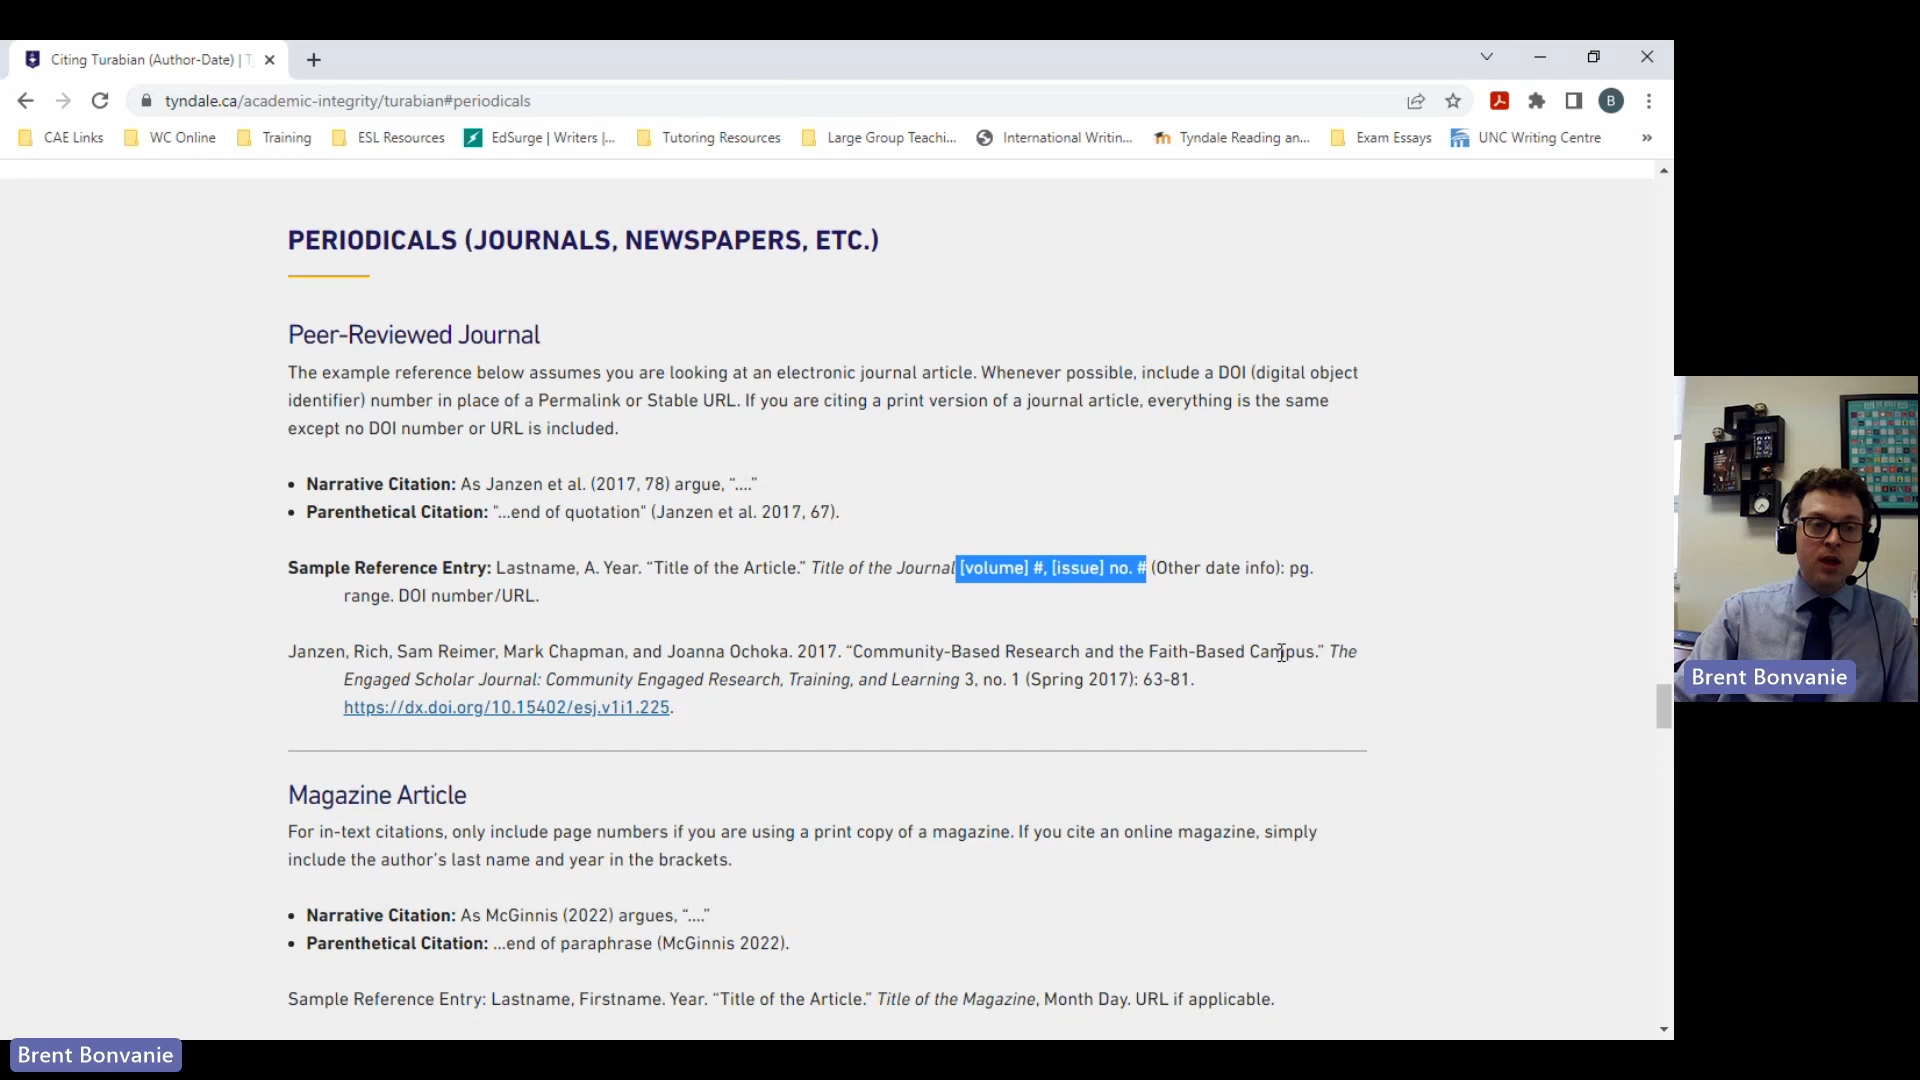 Citing Turabian (Author-Date) | T
tyndale.ca/academic-integrity/turabian#periodicals
B
CAE Links
WC Online
Training
ESL Resources
EdSurge | Writers |...
Tutoring Resources
Large Group Teachi...
International Writin...
Tyndale Reading an...
Exam Essays
UNC Writing Centre
»
PERIODICALS (JOURNALS, NEWSPAPERS, ETC.)
Peer-Reviewed Journal
The example reference below assumes you are looking at an electronic journal article. Whenever possible, include a DOI (digital object
identifier) number in place of a Permalink or Stable URL. If you are citing a print version of a journal article, everything is the same
except no DOI number or URL is included.
• Narrative Citation: As Janzen et al. (2017, 78) argue, “....”
• Parenthetical Citation: “...end of quotation” (Janzen et al. 2017, 67).
Sample Reference Entry: Lastname, A. Year. “Title of the Article.” Title of the Journal [volume] #, [issue] no. # (Other date info): pg.
range. DOI number/URL.
Janzen, Rich, Sam Reimer, Mark Chapman, and Joanna Ochoka. 2017. “Community-Based Research and the Faith-Based Campus.” The
Engaged Scholar Journal: Community Engaged Research, Training, and Learning 3, no. 1 (Spring 2017): 63-81.
https://dx.doi.org/10.15402/esj.v1i1.225.
Magazine Article
For in-text citations, only include page numbers if you are using a print copy of a magazine. If you cite an online magazine, simply
include the author’s last name and year in the brackets.
• Narrative Citation: As McGinnis (2022) argues, “....”
• Parenthetical Citation: ...end of paraphrase (McGinnis 2022).
Sample Reference Entry: Lastname, Firstname. Year. “Title of the Article.” Title of the Magazine, Month Day. URL if applicable.
Brent Bonvanie
Brent Bonvanie